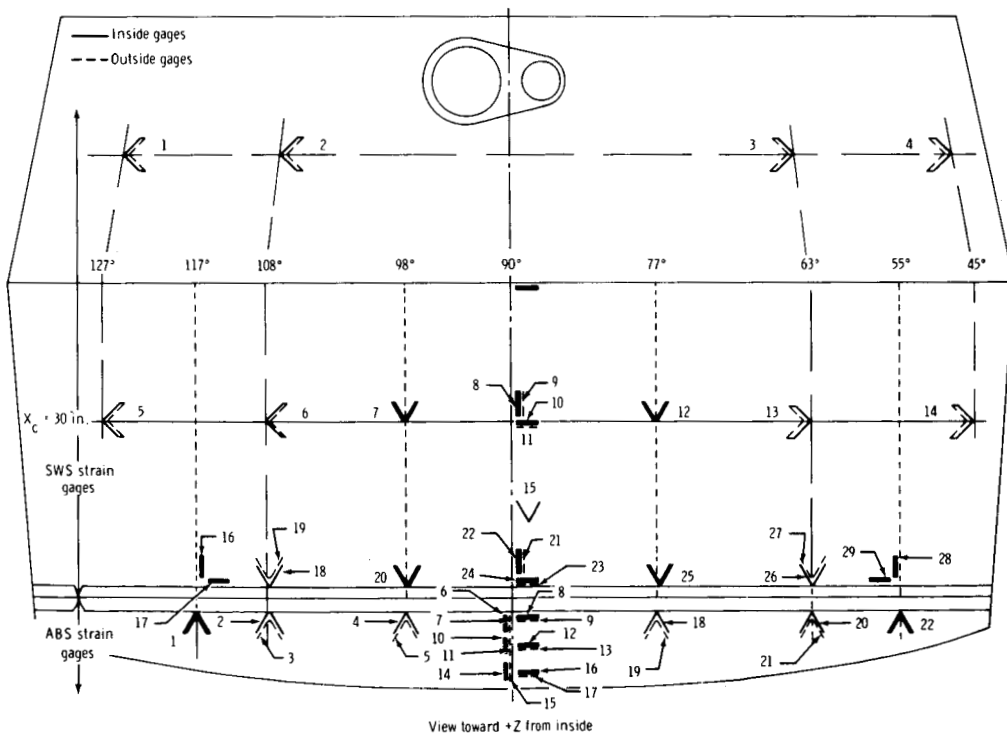 Inside gages
Outside gages
1 2 3 4
127° 117° 108° 98° 90° 77° 63° 55° 45°
8 9
10
X_C = 30 in. 5 6 7 12 13 14
11
SWS strain
gages
15
16 19 22 21 27 28
18 20 24 23 25 26 29
6 8
17 2 4 7 9 18 20 22
ABS strain
gages
1 3 5 10 12
11 13 19 21
14 16
17
15
View toward +Z from inside